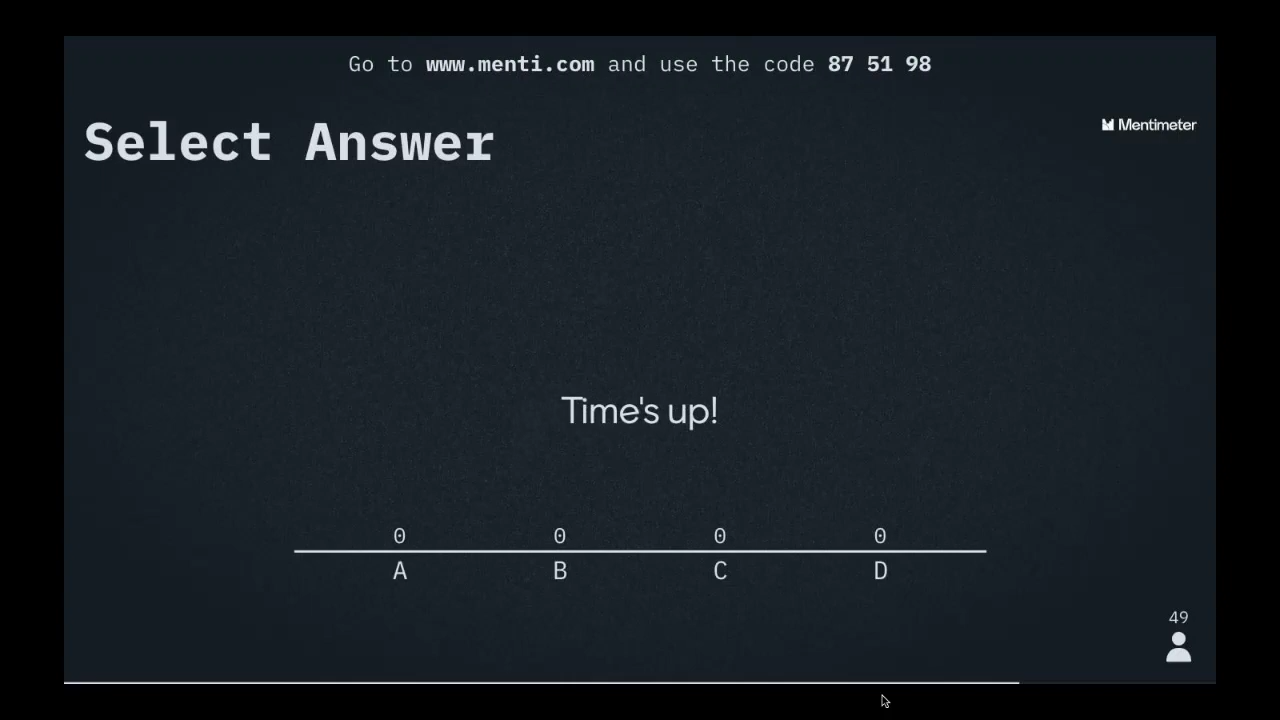 Go to www.menti.com and use the code 87 51 98
Select Answer
Mentimeter
Time's up!
0 0 0 0
A B C D
49